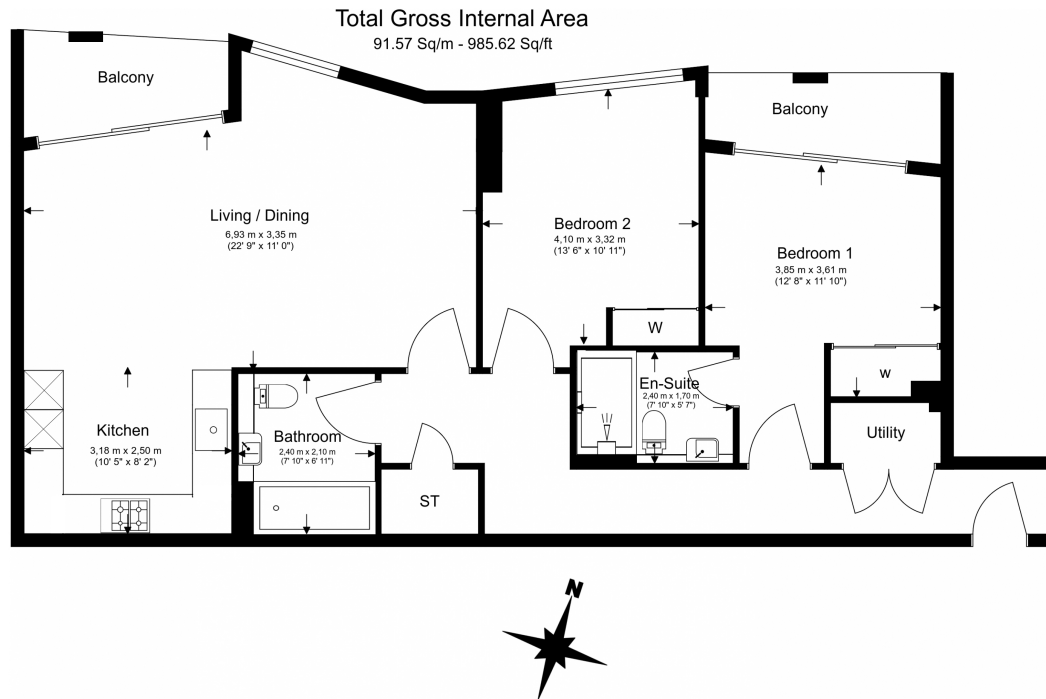 Total Gross Internal Area
91.57 Sq/m - 985.62 Sq/ft
Balcony
Balcony
Living / Dining
6,93 m x 3,35 m
(22' 9" x 11' 0")
Bedroom 2
4,10 m x 3,32 m
(13' 6" x 10' 11")
Bedroom 1
3,85 m x 3,61 m
(12' 8" x 11' 10")
W
w
En-Suite
2,40 m x 1,70 m
(7' 10" x 5' 7")
Kitchen
3,18 m x 2,50 m
(10' 5" x 8' 2")
Bathroom
2,40 m x 2,10 m
(7' 10" x 6' 11")
Utility
ST
N